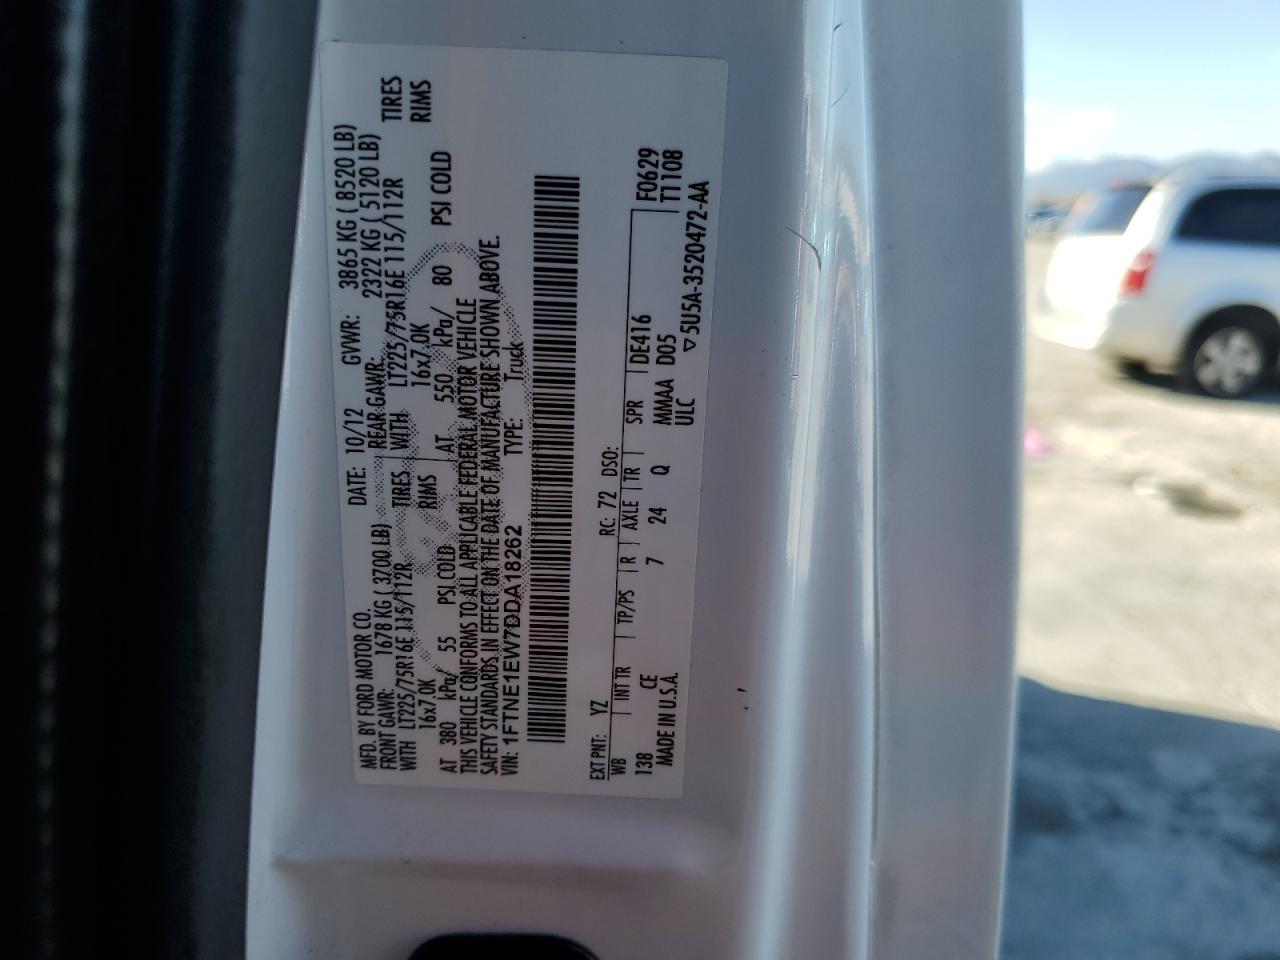 MFD. BY FORD MOTOR CO. DATE: 10/12 GVWR: 3865 KG ( 8520 LB)
FRONT GAWR: 1678 KG ( 3700 LB) REAR GAWR: 2322 KG ( 5120 LB)
WITH LT225/75R16E 115/112R TIRES WITH LT225/75R16E 115/112R TIRES
16x7.0K RIMS 16x7.0K RIMS
AT 380 kPa/ 55 PSI COLD AT 550 kPa/ 80 PSI COLD
THIS VEHICLE CONFORMS TO ALL APPLICABLE FEDERAL MOTOR VEHICLE
SAFETY STANDARDS IN EFFECT ON THE DATE OF MANUFACTURE SHOWN ABOVE.
VIN: 1FTNE1EW7DDA18262 TYPE: Truck
EXT PNT: YZ RC: 72 DSO:
WB INT TR TP/PS R AXLE TR SPR DE416 F0629
138 CE 7 24 Q MMAA D05 T1108
MADE IN U.S.A. ULC ▽5U5A-3520472-AA